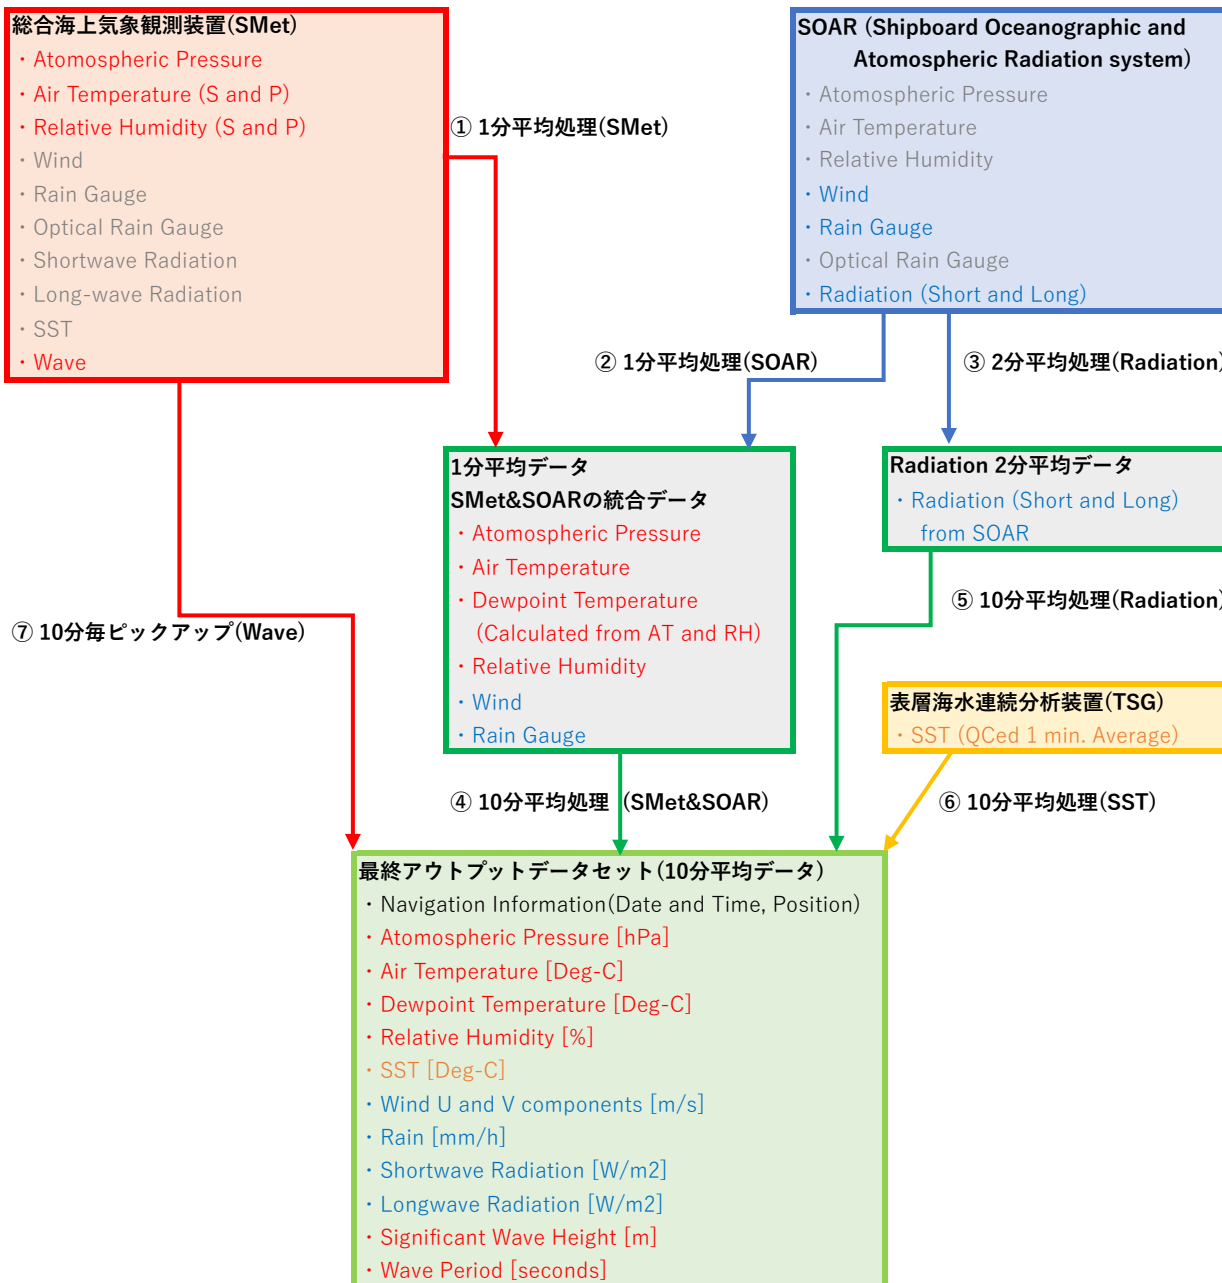 総合海上気象観測装置(SMet)
・Atomospheric Pressure
・Air Temperature (S and P)
・Relative Humidity (S and P)
・Wind
・Rain Gauge
・Optical Rain Gauge
・Shortwave Radiation
・Long-wave Radiation
・SST
・Wave
SOAR (Shipboard Oceanographic and
Atomospheric Radiation system)
・Atomospheric Pressure
・Air Temperature
・Relative Humidity
・Wind
・Rain Gauge
・Optical Rain Gauge
・Radiation (Short and Long)
① 1分平均処理(SMet)
② 1分平均処理(SOAR)
③ 2分平均処理(Radiation)
1分平均データ
SMet&SOARの統合データ
・Atomospheric Pressure
・Air Temperature
・Dewpoint Temperature
(Calculated from AT and RH)
・Relative Humidity
・Wind
・Rain Gauge
Radiation 2分平均データ
・Radiation (Short and Long)
from SOAR
⑤ 10分平均処理(Radiation)
⑦ 10分毎ピックアップ(Wave)
表層海水連続分析装置(TSG)
・SST (QCed 1 min. Average)
④ 10分平均処理 (SMet&SOAR)
⑥ 10分平均処理(SST)
最終アウトプットデータセット(10分平均データ)
・Navigation Information(Date and Time, Position)
・Atomospheric Pressure [hPa]
・Air Temperature [Deg-C]
・Dewpoint Temperature [Deg-C]
・Relative Humidity [%]
・SST [Deg-C]
・Wind U and V components [m/s]
・Rain [mm/h]
・Shortwave Radiation [W/m2]
・Longwave Radiation [W/m2]
・Significant Wave Height [m]
・Wave Period [seconds]